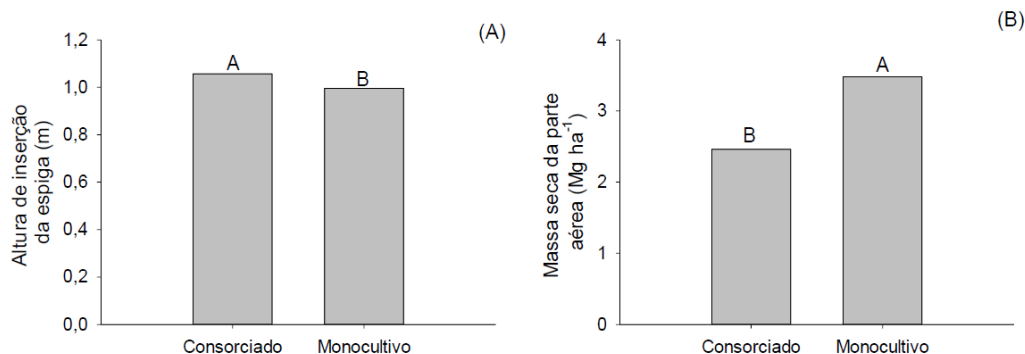 (A)
Altura de inserção
da espiga (m)
1,2
1,0
0,8
0,6
0,4
0,2
0,0
A
B
Consorciado
Monocultivo
(B)
Massa seca da parte
aérea (Mg ha⁻¹)
4
3
2
1
0
B
A
Consorciado
Monocultivo